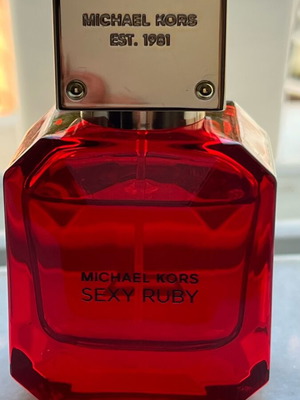 MICHAEL KORS
EST. 1981
MICHAEL KORS
SEXY RUBY